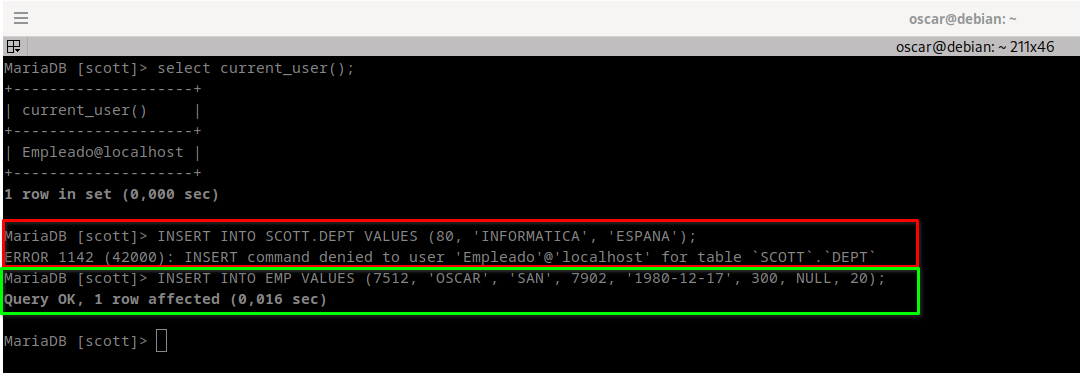 oscar@debian: ~
oscar@debian: ~ 211x46
MariaDB [scott]> select current_user();
+--------------------+
| current_user()     |
+--------------------+
| Empleado@localhost |
+--------------------+
1 row in set (0,000 sec)
MariaDB [scott]> INSERT INTO SCOTT.DEPT VALUES (80, 'INFORMATICA', 'ESPANA');
ERROR 1142 (42000): INSERT command denied to user 'Empleado'@'localhost' for table `SCOTT`.`DEPT`
MariaDB [scott]> INSERT INTO EMP VALUES (7512, 'OSCAR', 'SAN', 7902, '1980-12-17', 300, NULL, 20);
Query OK, 1 row affected (0,016 sec)
MariaDB [scott]>